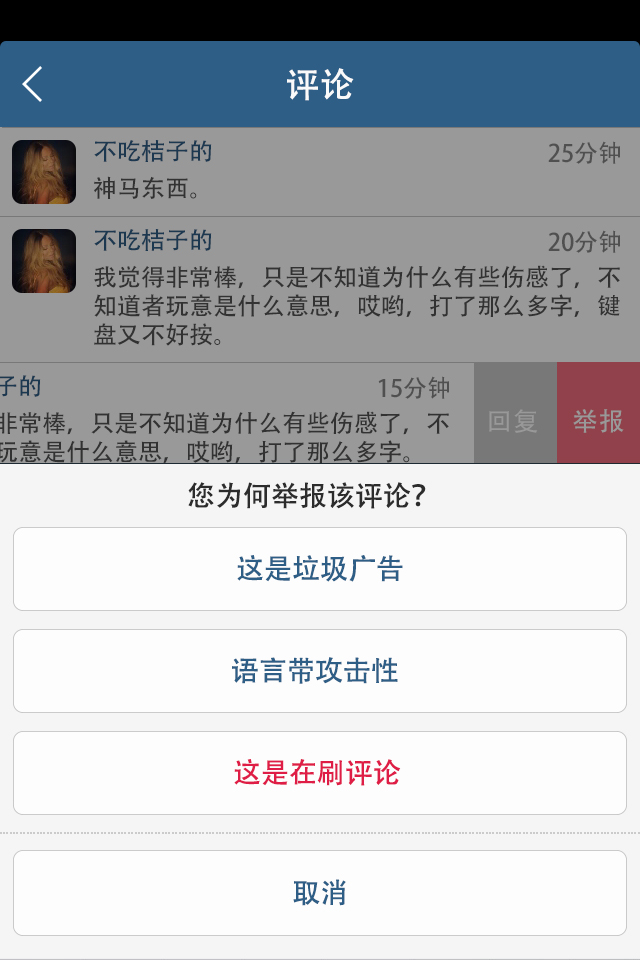 评论
不吃桔子的
25分钟
神马东西。
不吃桔子的
20分钟
我觉得非常棒，只是不知道为什么有些伤感了，不
知道者玩意是什么意思，哎哟，打了那么多字，键
盘又不好按。
子的
15分钟
非常棒，只是不知道为什么有些伤感了，不
玩意是什么意思，哎哟，打了那么多字。
回复
举报
您为何举报该评论？
这是垃圾广告
语言带攻击性
这是在刷评论
取消